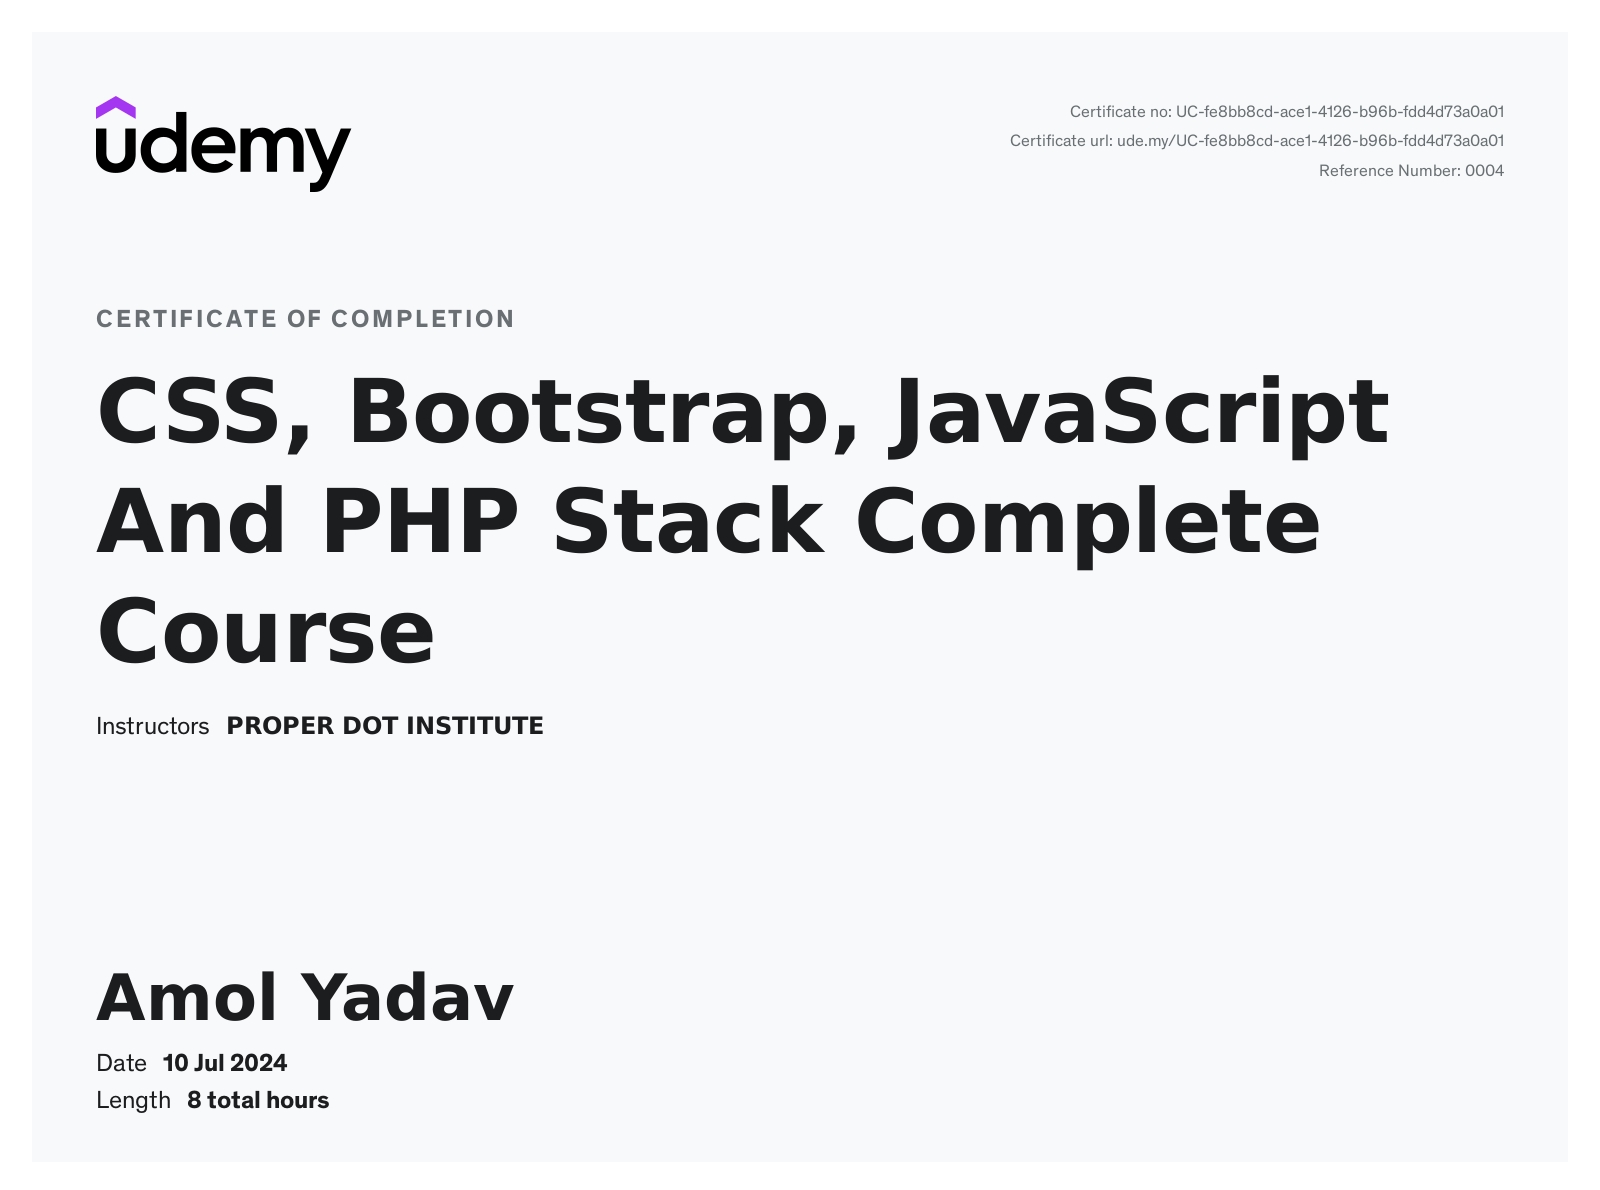 udemy
Certificate no: UC-fe8bb8cd-ace1-4126-b96b-fdd4d73a0a01
Certificate url: ude.my/UC-fe8bb8cd-ace1-4126-b96b-fdd4d73a0a01
Reference Number: 0004
CERTIFICATE OF COMPLETION
CSS, Bootstrap, JavaScript
And PHP Stack Complete
Course
Instructors PROPER DOT INSTITUTE
Amol Yadav
Date 10 Jul 2024
Length 8 total hours